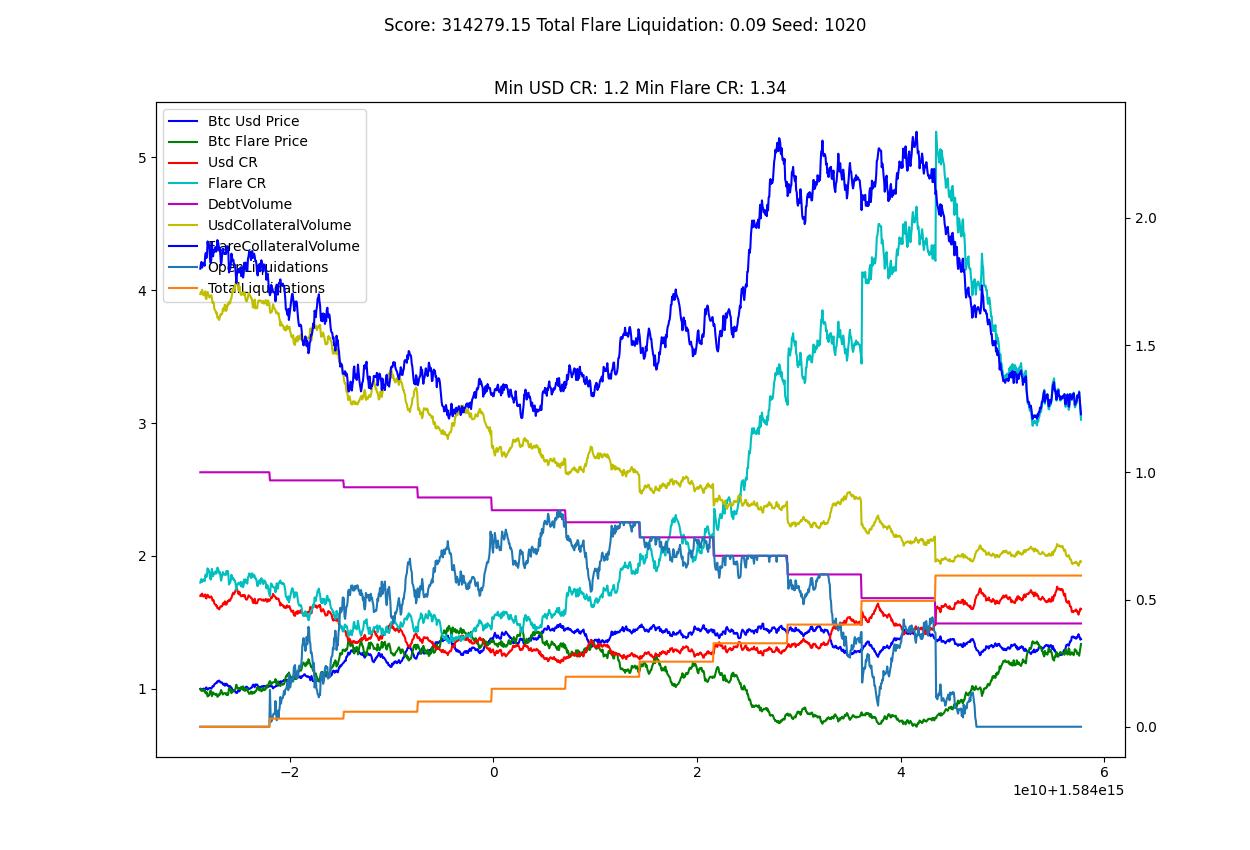 Score: 314279.15 Total Flare Liquidation: 0.09 Seed: 1020
Min USD CR: 1.2 Min Flare CR: 1.34
Btc Usd Price
Btc Flare Price
Usd CR
Flare CR
DebtVolume
UsdCollateralVolume
FlareCollateralVolume
OpenLiquidations
TotalLiquidations
5
4
3
2
1
2.0
1.5
1.0
0.5
0.0
−2
0
2
4
6
1e10+1.584e15